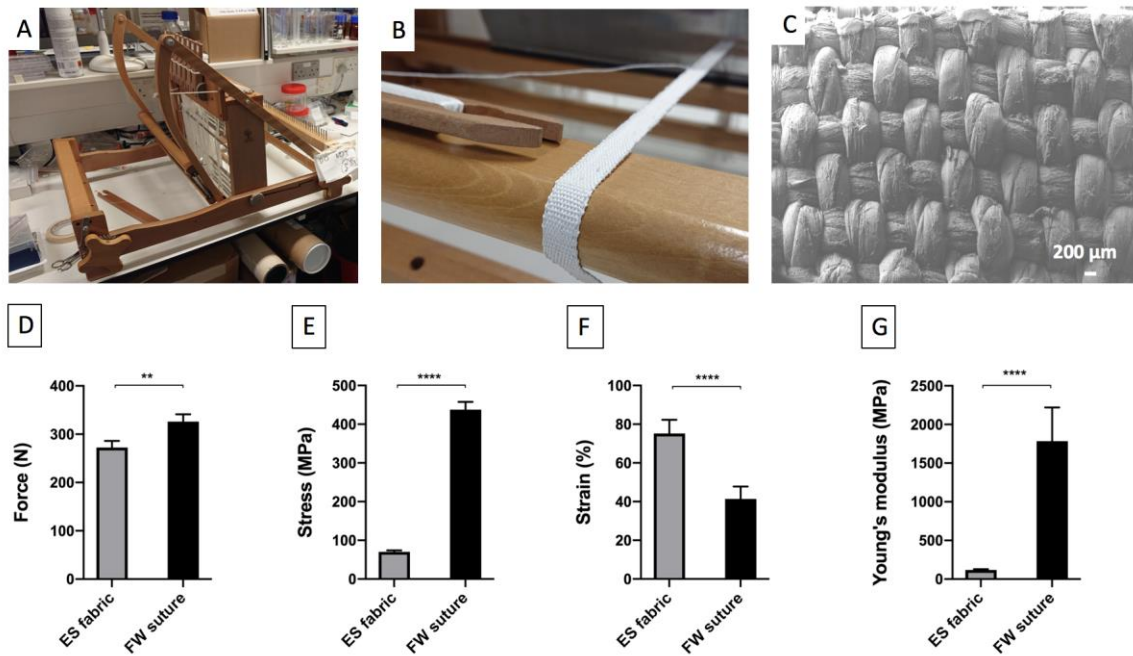 A
B
C
200 µm
D
E
F
G
**
400
300
200
100
0
Force (N)
ES fabric
FW suture
****
500
400
300
200
100
0
Stress (MPa)
ES fabric
FW suture
****
100
80
60
40
20
0
Strain (%)
ES fabric
FW suture
****
2500
2000
1500
1000
500
0
Young's modulus (MPa)
ES fabric
FW suture